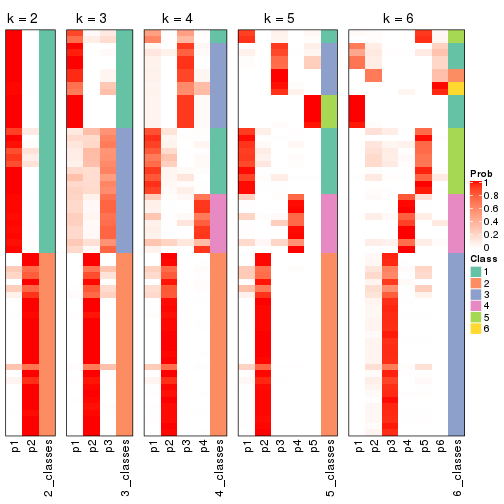 k = 2
k = 3
k = 4
k = 5
k = 6
Prob
1
0.8
0.6
0.4
0.2
0
Class
1
2
3
4
5
6
p1
p2
2_classes
p1
p2
p3
3_classes
p1
p2
p3
p4
4_classes
p1
p2
p3
p4
p5
5_classes
p1
p2
p3
p4
p5
p6
6_classes